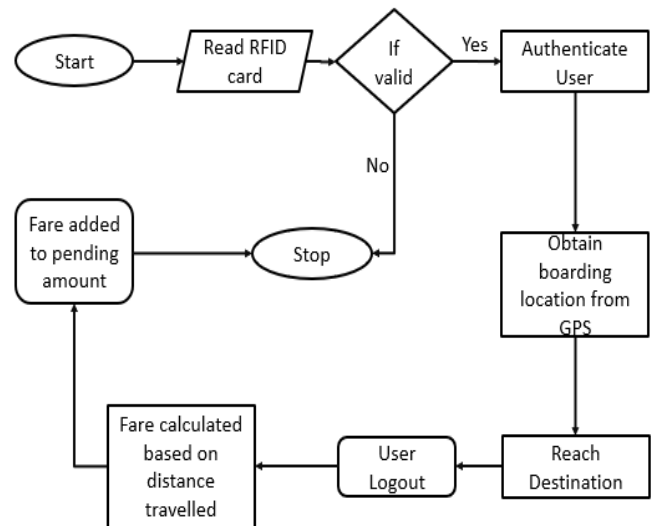 Start
Read RFID
card
If
valid
Yes
Authenticate
User
No
Obtain
boarding
location from
GPS
Reach
Destination
User
Logout
Fare calculated
based on
distance
travelled
Fare added
to pending
amount
Stop